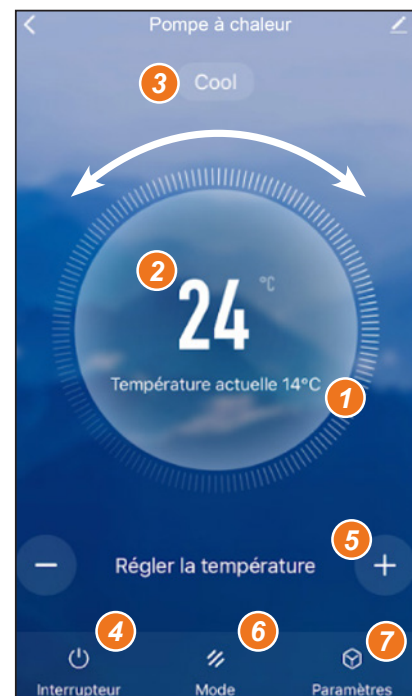 Pompe à chaleur
3 Cool
2
24 °C
Température actuelle 14°C
1
5
− Régler la température +
4 6 7
Interrupteur Mode Paramètres